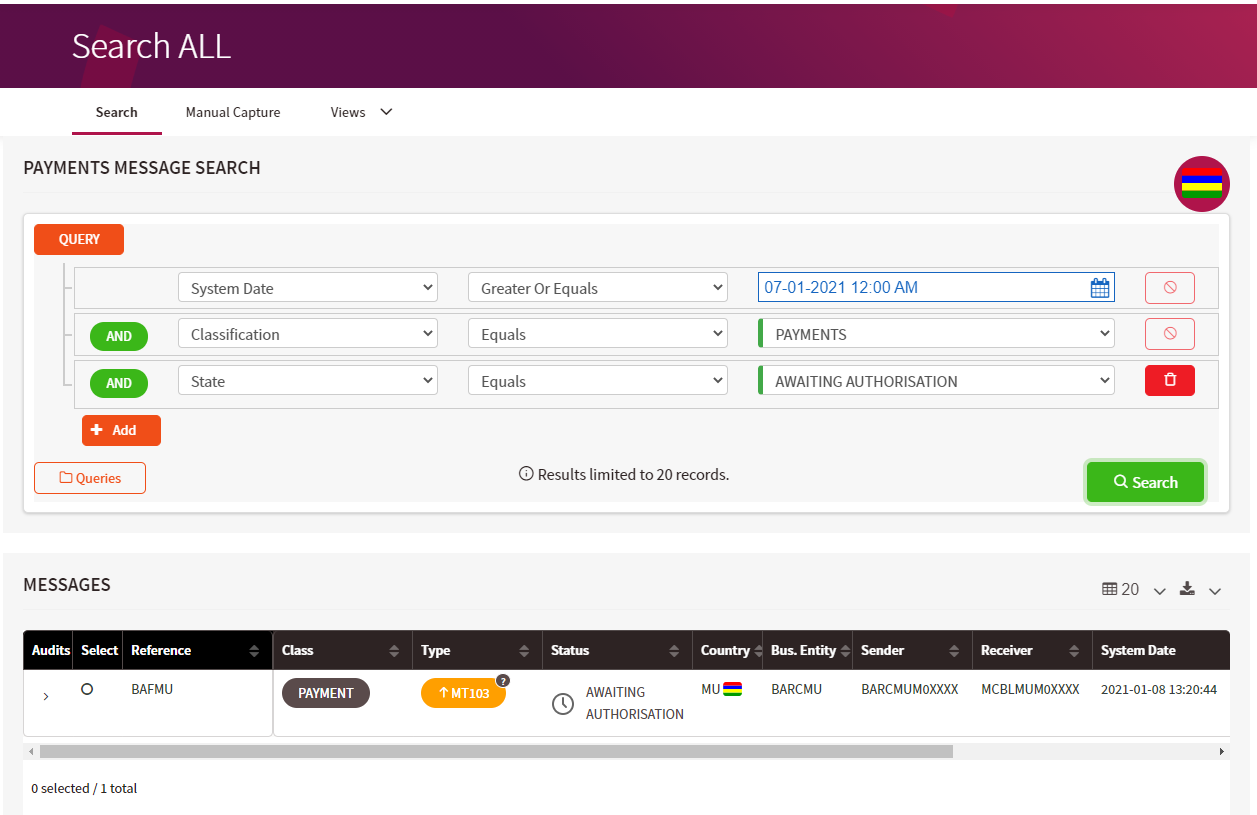 Search ALL
Search Manual Capture Views
PAYMENTS MESSAGE SEARCH
QUERY
System Date Greater Or Equals 07-01-2021 12:00 AM
AND Classification Equals PAYMENTS
AND State Equals AWAITING AUTHORISATION
Add
Queries Results limited to 20 records. Search
MESSAGES 20
Audits Select Reference Class Type Status Country Bus. Entity Sender Receiver System Date
BAFMU PAYMENT MT103 ? AWAITING AUTHORISATION MU BARCMU BARCMUM0XXXX MCBLMUM0XXXX 2021-01-08 13:20:44
0 selected / 1 total